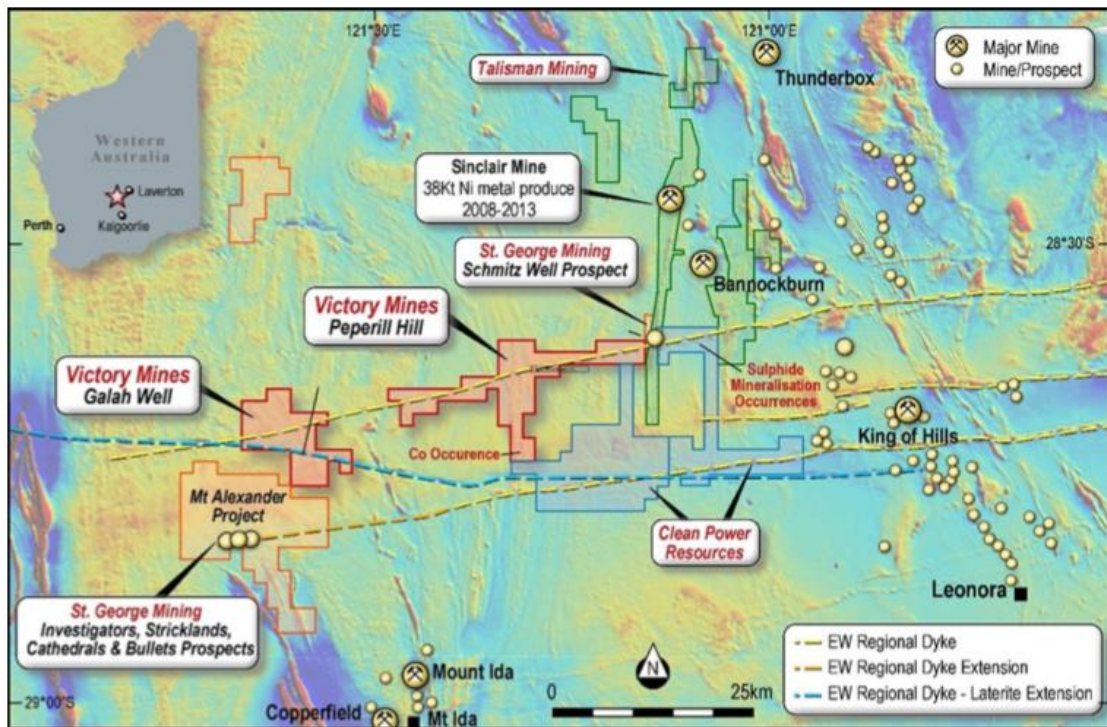 121°30'E
121°00'E
Major Mine
Mine/Prospect
Thunderbox
Talisman Mining
Western
Australia
Laverton
Kalgoorlie
Perth
Sinclair Mine
38Kt Ni metal produce
2008-2013
28°30'S
St. George Mining
Schmitz Well Prospect
Bannockburn
Victory Mines
Peperill Hill
Victory Mines
Galah Well
Sulphide
Mineralisation
Occurrences
King of Hills
Co Occurence
Mt Alexander
Project
Clean Power
Resources
Leonora
St. George Mining
Investigators, Stricklands,
Cathedrals & Bullets Prospects
EW Regional Dyke
EW Regional Dyke Extension
EW Regional Dyke - Laterite Extension
N
0
25km
Mount Ida
29°00'S
Copperfield
Mt Ida